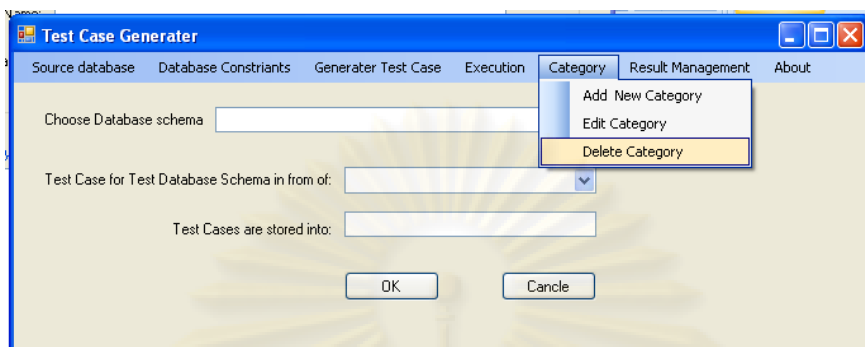 Name:
Test Case Generater
Source database Database Constriants Generater Test Case Execution Category Result Management About
Add New Category
Choose Database schema
Edit Category
Delete Category
Test Case for Test Database Schema in from of:
Test Cases are stored into:
OK Cancle